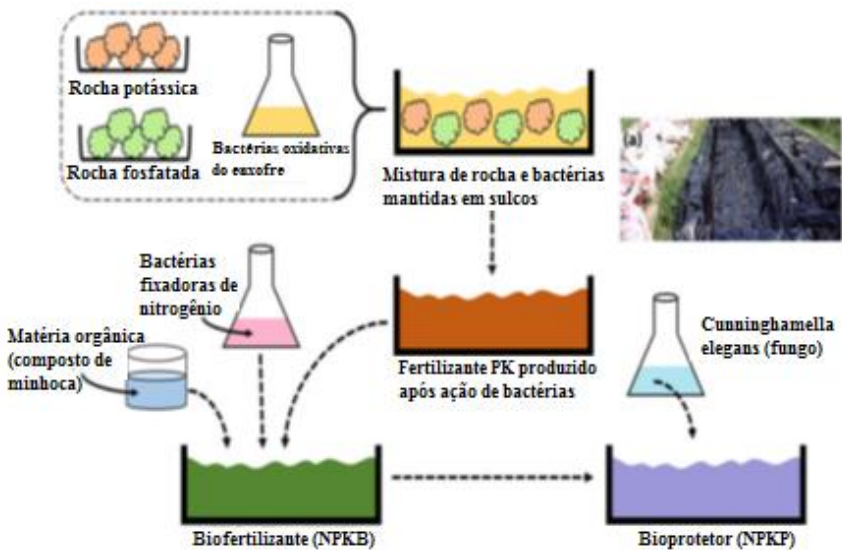 Rocha potássica
Rocha fosfatada
Bactérias oxidativas
do enxofre
Mistura de rocha e bactérias
mantidas em sulcos
(a)
Bactérias
fixadoras de
nitrogênio
Matéria orgânica
(composto de
minhoca)
Fertilizante PK produzido
após ação de bactérias
Cunninghamella
elegans (fungo)
Biofertilizante (NPKB)
Bioprotetor (NPKP)